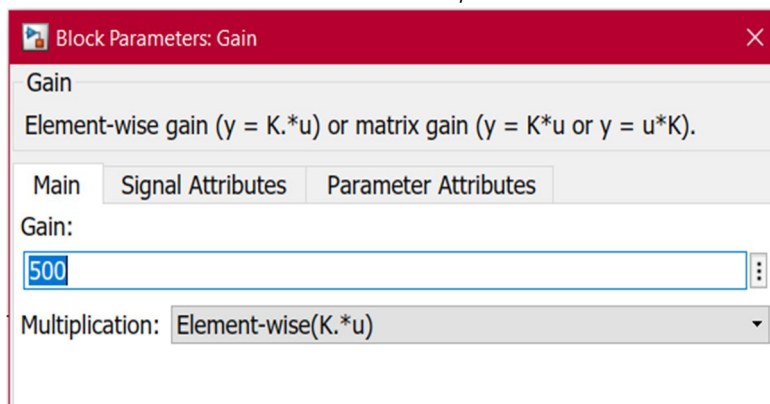 Block Parameters: Gain
Gain
Element-wise gain (y = K.*u) or matrix gain (y = K*u or y = u*K).
Main Signal Attributes Parameter Attributes
Gain:
500
Multiplication: Element-wise(K.*u)